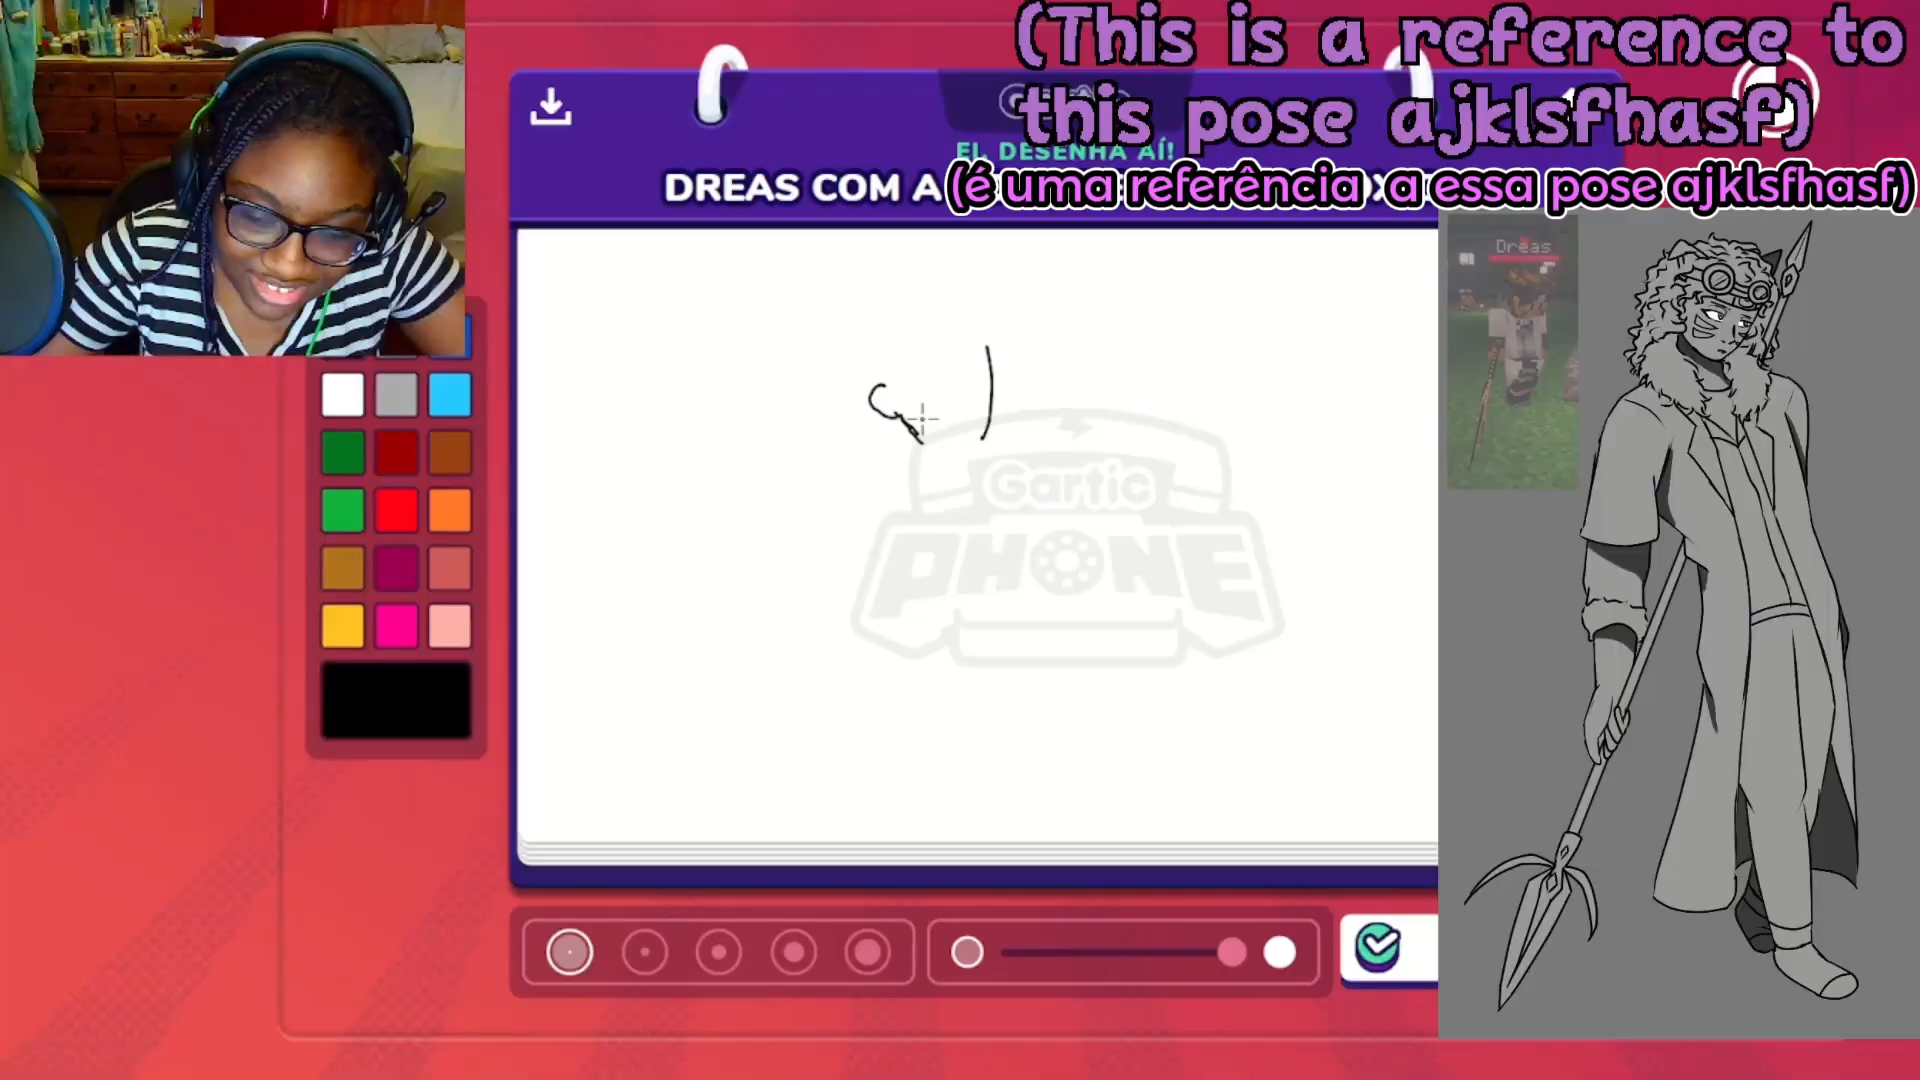 (This is a reference to
this pose ajklsfhasf)
EI, DESENHA AÍ!
DREAS COM A
(é uma referência a essa pose ajklsfhasf)
Dreas
Gartic
PHONE